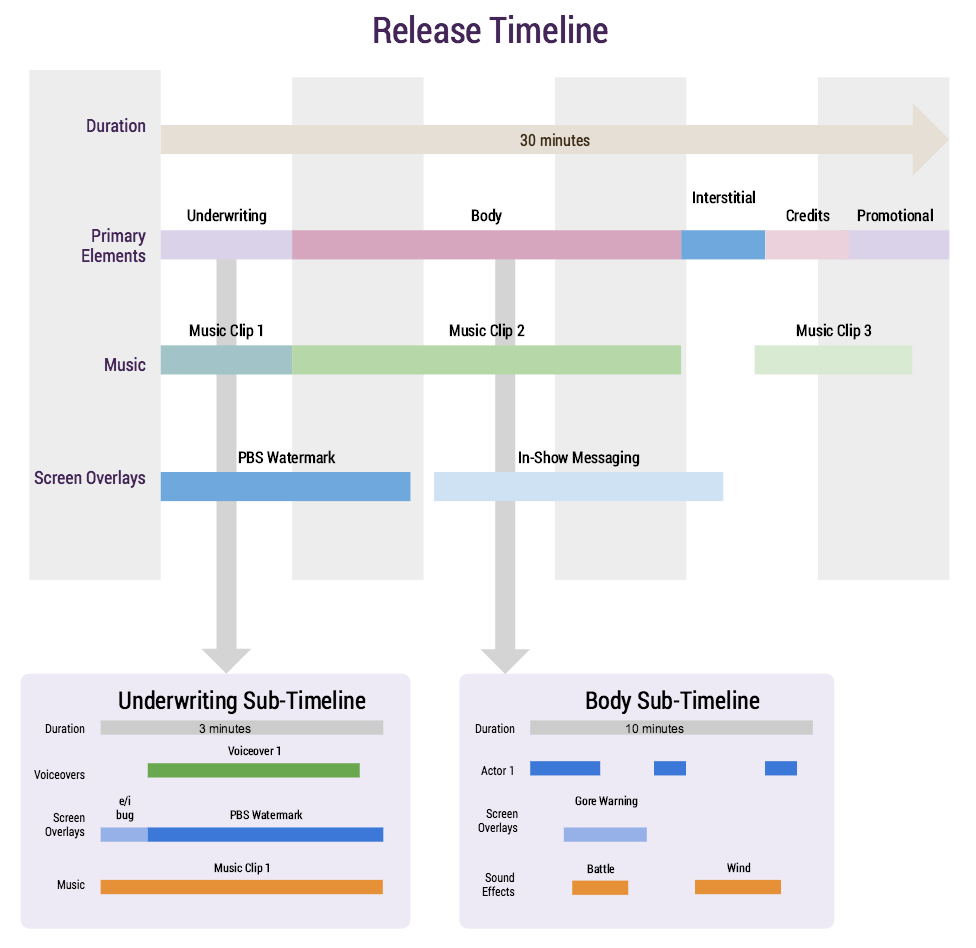 Release Timeline
Duration
30 minutes
Underwriting
Body
Interstitial
Credits
Promotional
Primary
Elements
Music Clip 1
Music Clip 2
Music Clip 3
Music
PBS Watermark
In-Show Messaging
Screen Overlays
Underwriting Sub-Timeline
Duration
3 minutes
Voiceover 1
Voiceovers
e/i
bug
PBS Watermark
Screen
Overlays
Music Clip 1
Music
Body Sub-Timeline
Duration
10 minutes
Actor 1
Gore Warning
Screen
Overlays
Battle
Wind
Sound
Effects